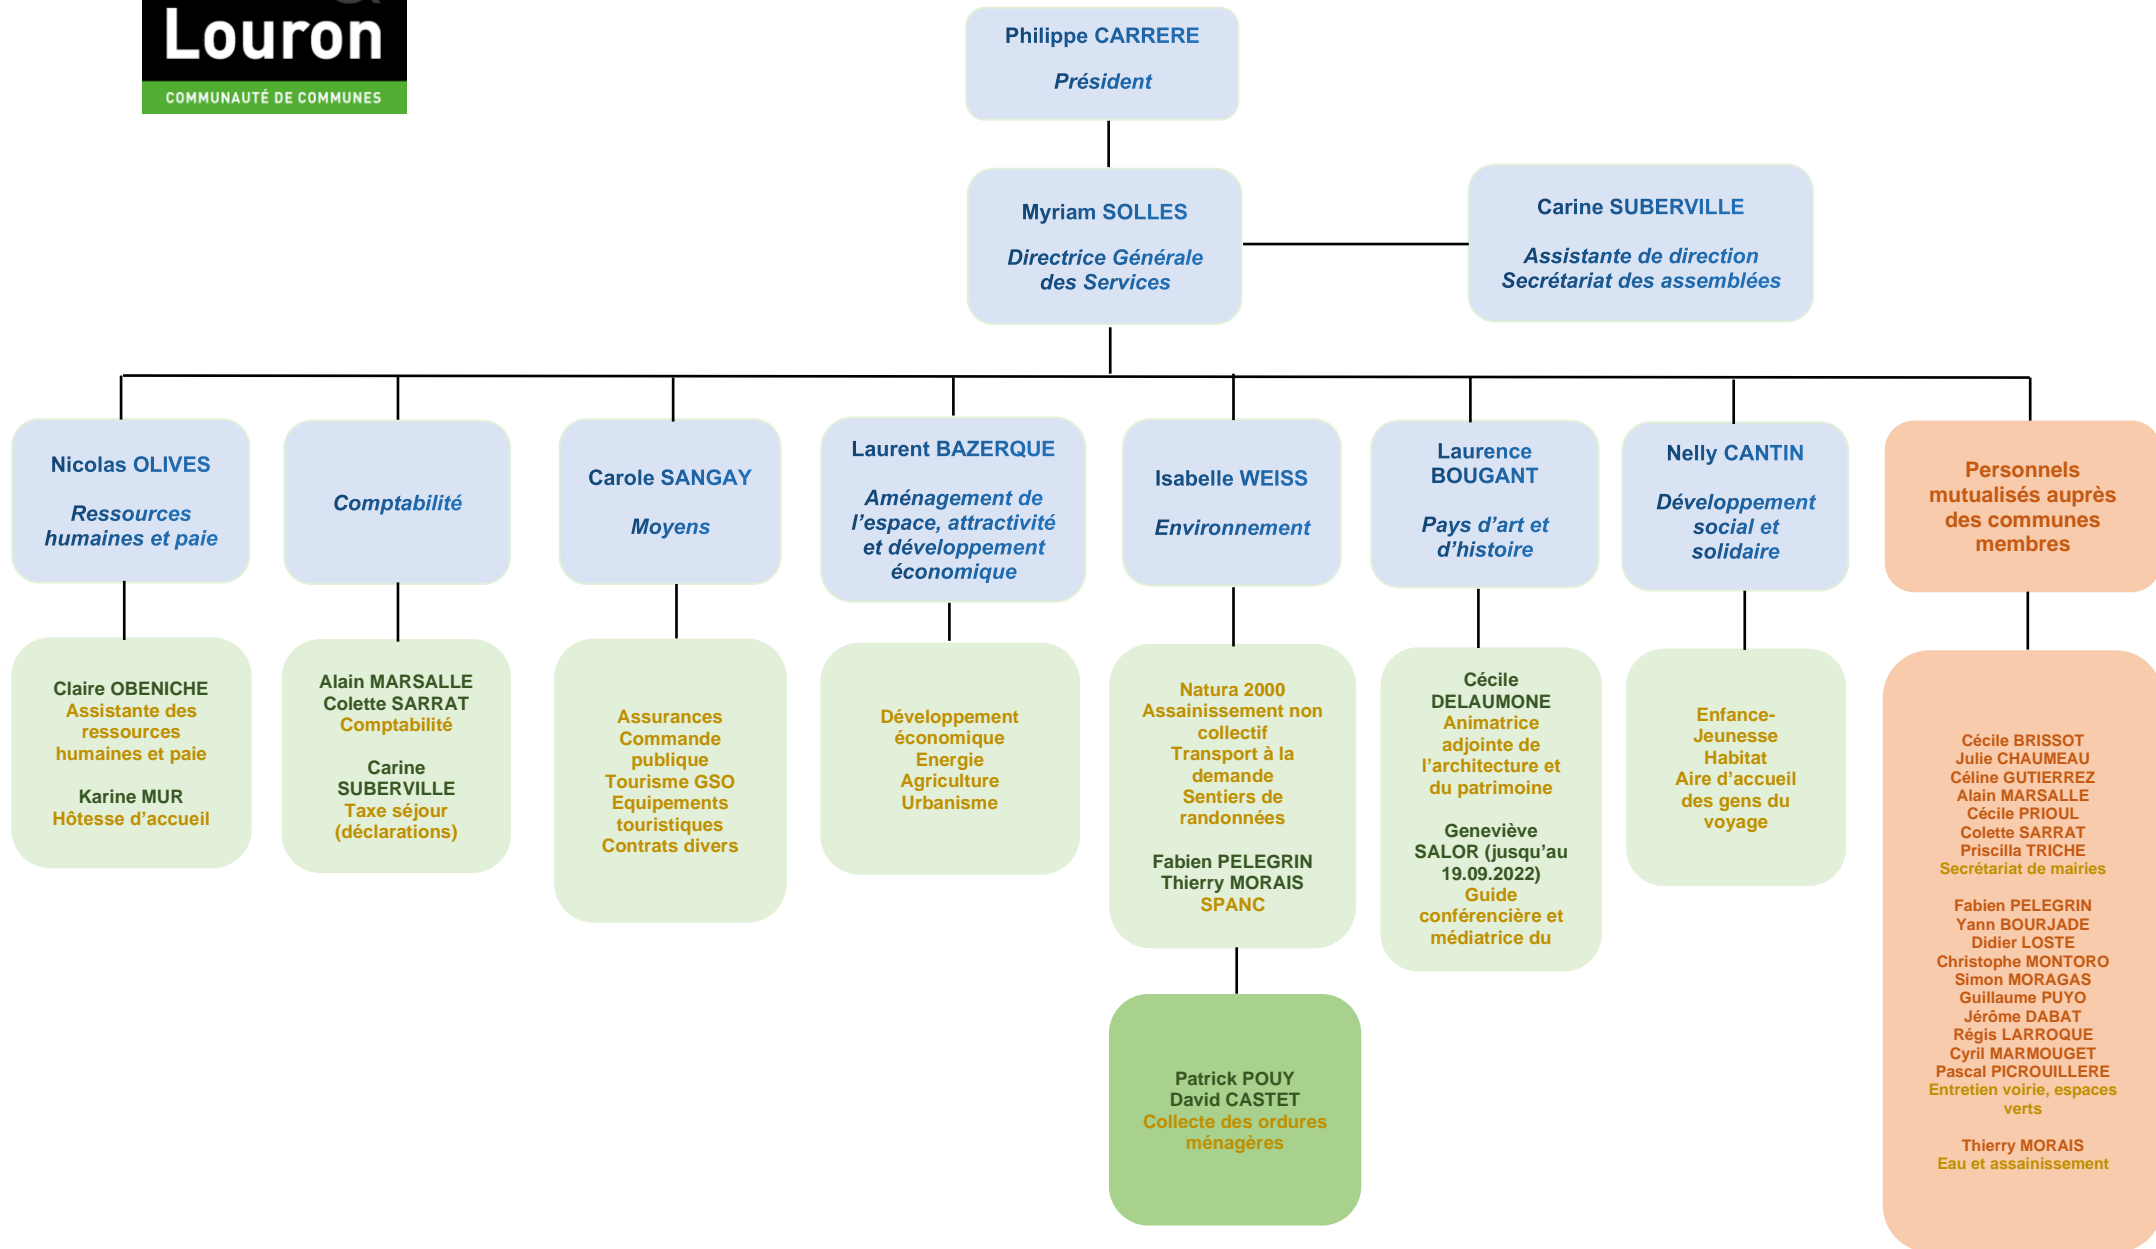 Louron
COMMUNAUTÉ DE COMMUNES
Philippe CARRERE
Président
Myriam SOLLES
Directrice Générale
des Services
Carine SUBERVILLE
Assistante de direction
Secrétariat des assemblées
Nicolas OLIVES
Ressources
humaines et paie
Comptabilité
Carole SANGAY
Moyens
Laurent BAZERQUE
Aménagement de
l’espace, attractivité
et développement
économique
Isabelle WEISS
Environnement
Laurence
BOUGANT
Pays d’art et
d’histoire
Nelly CANTIN
Développement
social et
solidaire
Personnels
mutualisés auprès
des communes
membres
Claire OBENICHE
Assistante des
ressources
humaines et paie
Karine MUR
Hôtesse d’accueil
Alain MARSALLE
Colette SARRAT
Comptabilité
Carine
SUBERVILLE
Taxe séjour
(déclarations)
Assurances
Commande
publique
Tourisme GSO
Equipements
touristiques
Contrats divers
Développement
économique
Energie
Agriculture
Urbanisme
Natura 2000
Assainissement non
collectif
Transport à la
demande
Sentiers de
randonnées
Fabien PELEGRIN
Thierry MORAIS
SPANC
Cécile
DELAUMONE
Animatrice
adjointe de
l’architecture et
du patrimoine
Geneviève
SALOR (jusqu’au
19.09.2022)
Guide
conférencière et
médiatrice du
Enfance-
Jeunesse
Habitat
Aire d’accueil
des gens du
voyage
Cécile BRISSOT
Julie CHAUMEAU
Céline GUTIERREZ
Alain MARSALLE
Cécile PRIOUL
Colette SARRAT
Priscilla TRICHE
Secrétariat de mairies
Fabien PELEGRIN
Yann BOURJADE
Didier LOSTE
Christophe MONTORO
Simon MORAGAS
Guillaume PUYO
Jérôme DABAT
Régis LARROQUE
Cyril MARMOUGET
Pascal PICROUILLERE
Entretien voirie, espaces
verts
Thierry MORAIS
Eau et assainissement
Patrick POUY
David CASTET
Collecte des ordures
ménagères